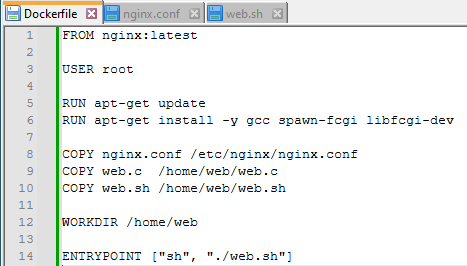 Dockerfile nginx.conf web.sh
1 FROM nginx:latest
2
3 USER root
4
5 RUN apt-get update
6 RUN apt-get install -y gcc spawn-fcgi libfcgi-dev
7
8 COPY nginx.conf /etc/nginx/nginx.conf
9 COPY web.c  /home/web/web.c
10 COPY web.sh /home/web/web.sh
11
12 WORKDIR /home/web
13
14 ENTRYPOINT ["sh", "./web.sh"]